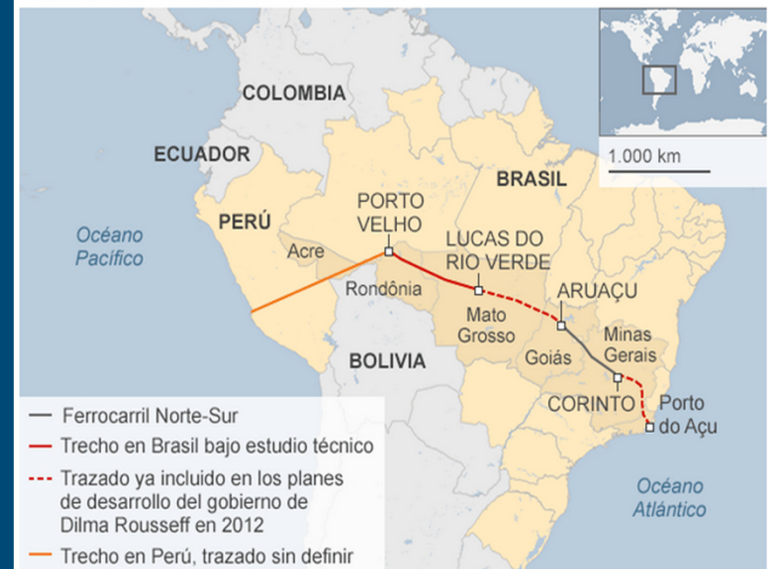 COLOMBIA
ECUADOR
1.000 km
BRASIL
PERÚ
PORTO
VELHO
Océano
Pacífico
Acre
LUCAS DO
RIO VERDE
Rondônia
ARUAÇU
Mato
Grosso
Minas
Gerais
Goiás
BOLIVIA
CORINTO
Porto
do Açu
Ferrocarril Norte-Sur
Trecho en Brasil bajo estudio técnico
Trazado ya incluido en los planes
de desarrollo del gobierno de
Dilma Rousseff en 2012
Trecho en Perú, trazado sin definir
Océano
Atlántico